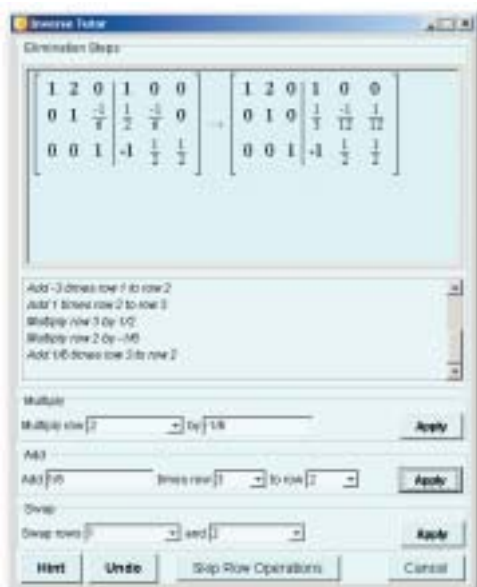 Inverse Tutor
Elimination Steps
1 2 0 | 1 0 0 → 1 2 0 | 1 0 0
0 1 -1/6 | 1/2 -1/6 0 0 1 0 | 1/3 -1/12 1/12
0 0 1 | -1 1/2 1/2 0 0 1 | -1 1/2 1/2
Add -3 times row 1 to row 2
Add 1 times row 2 to row 3
Multiply row 3 by 1/2
Multiply row 2 by -1/6
Add 1/6 times row 3 to row 2
Multiply
Multiply row 2 by -1/6 Apply
Add
Add 1/6 times row 3 to row 2 Apply
Swap
Swap rows 1 and 2 Apply
Hint Undo Skip Row Operations Cancel